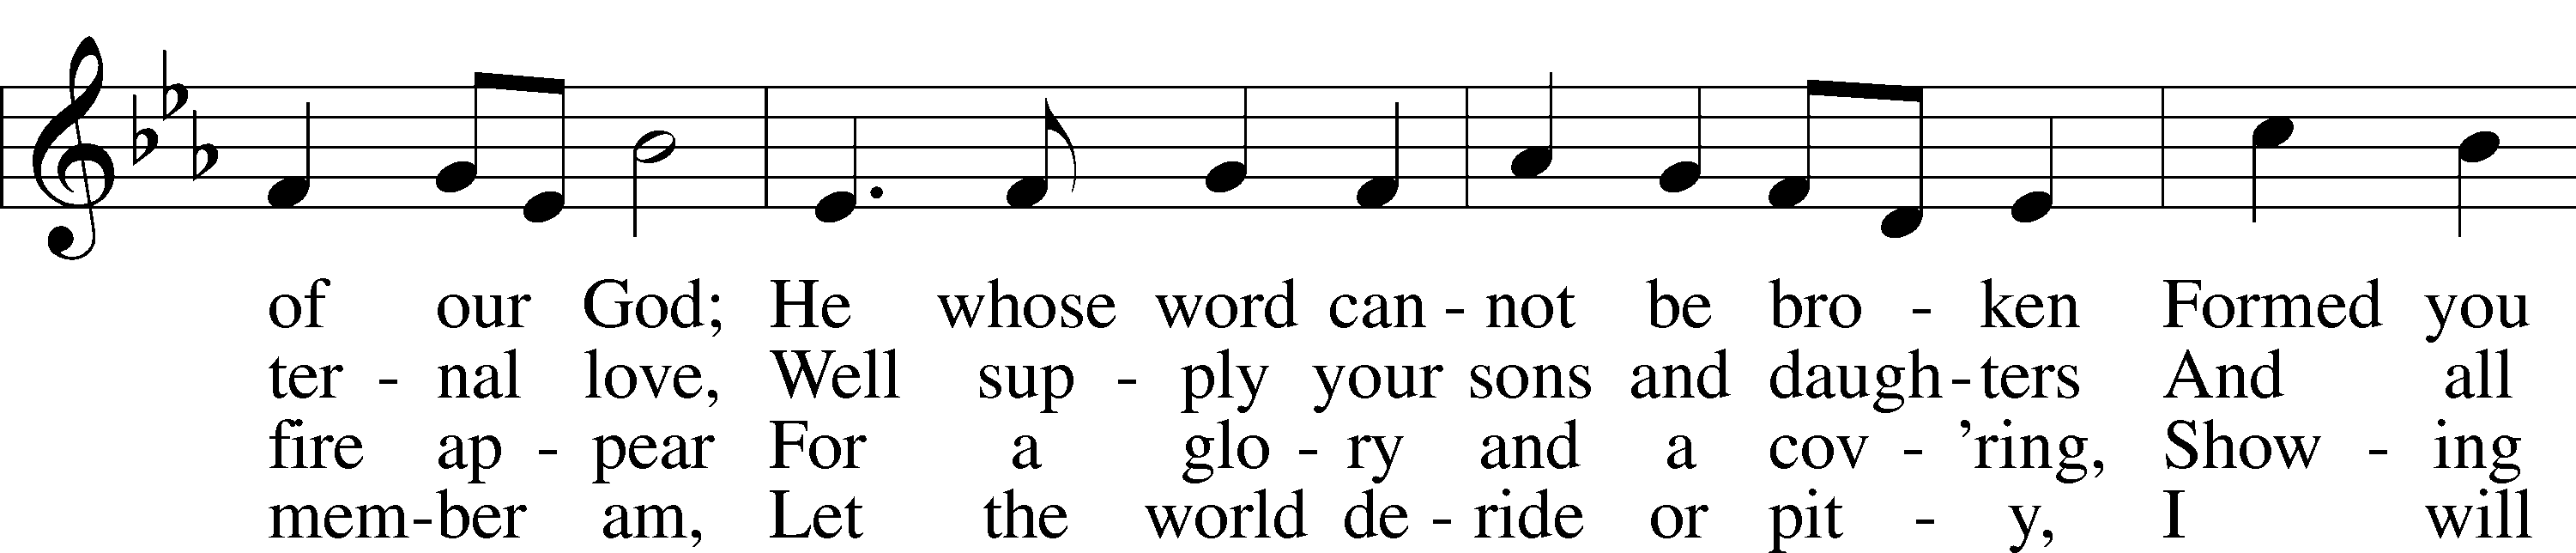 of our God; He whose word can - not be bro - ken Formed you
ter - nal love, Well sup - ply your sons and daugh - ters And all
fire ap - pear For a glo - ry and a cov - 'ring, Show - ing
mem - ber am, Let the world de - ride or pit - y, I will